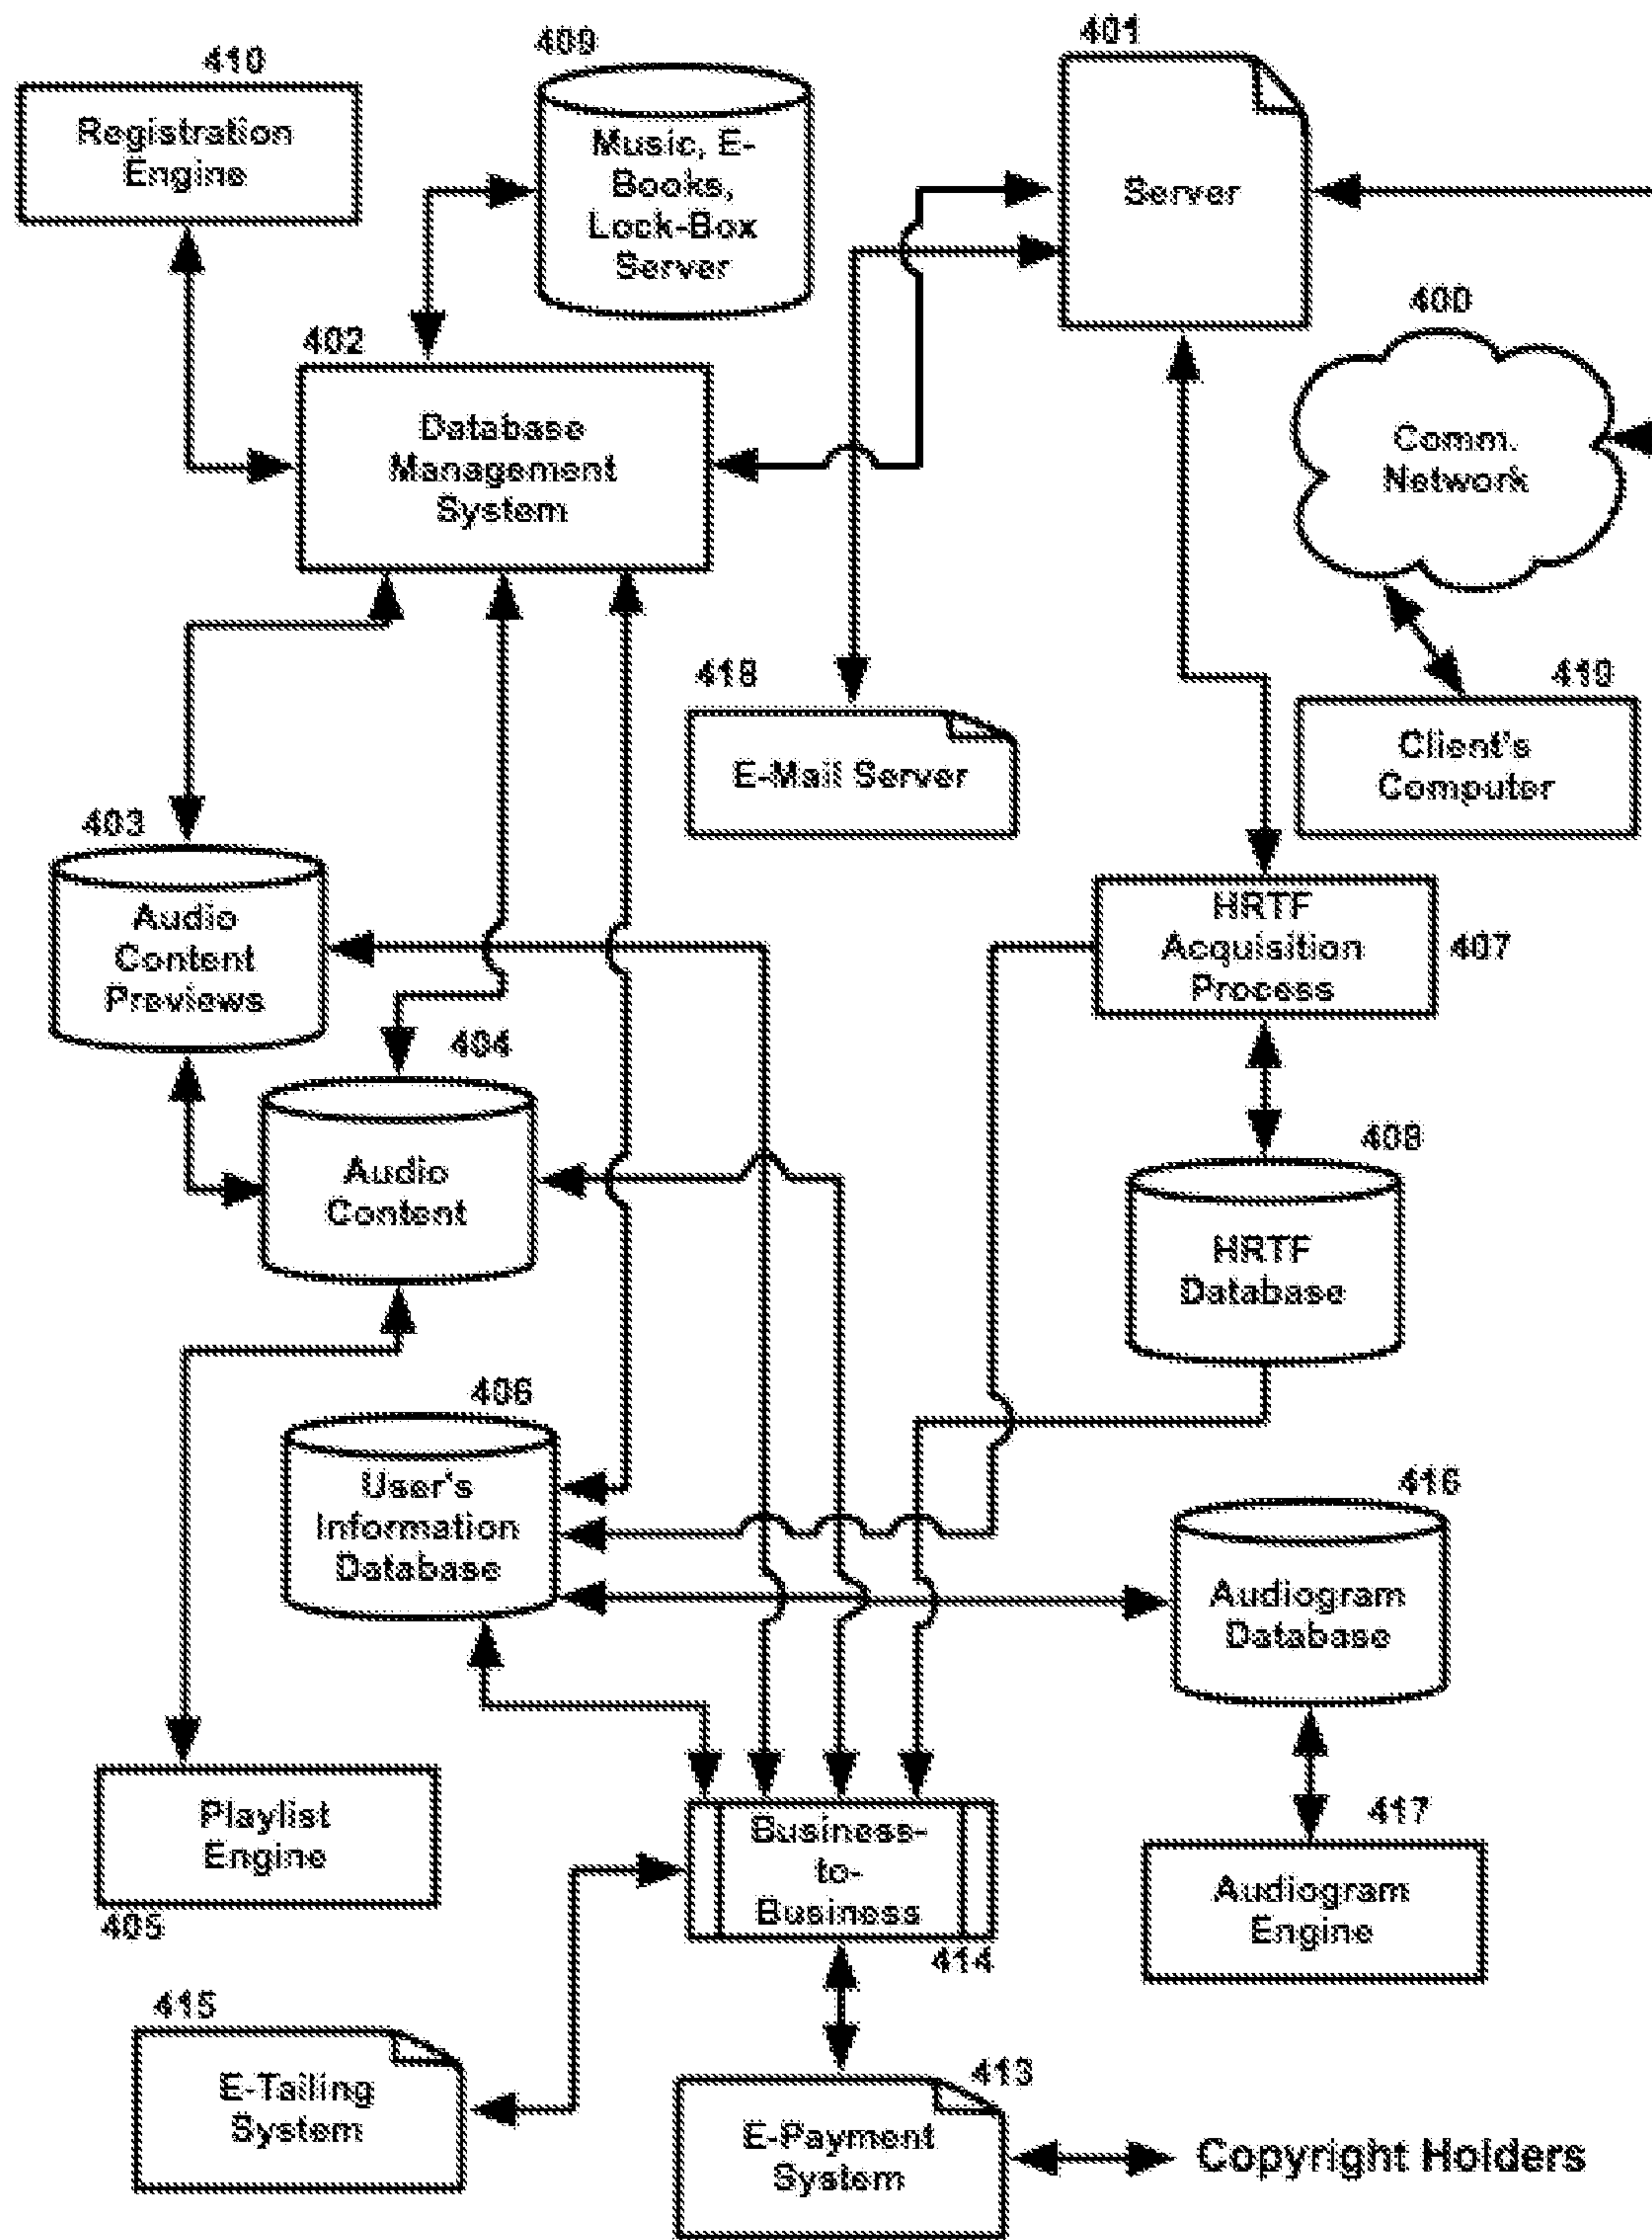 410
Registration
Engine
409
Music, E-
Books,
Lock-Box
Server
401
Server
400
Comm.
Network
402
Database
Management
System
418
E-Mail Server
419
Client's
Computer
403
Audio
Content
Previews
HRTF
Acquisition
Process
407
404
Audio
Content
408
HRTF
Database
406
User's
Information
Database
416
Audiogram
Database
Playlist
Engine
405
Business-
to-
Business
414
417
Audiogram
Engine
415
E-Tailing
System
413
E-Payment
System
Copyright Holders